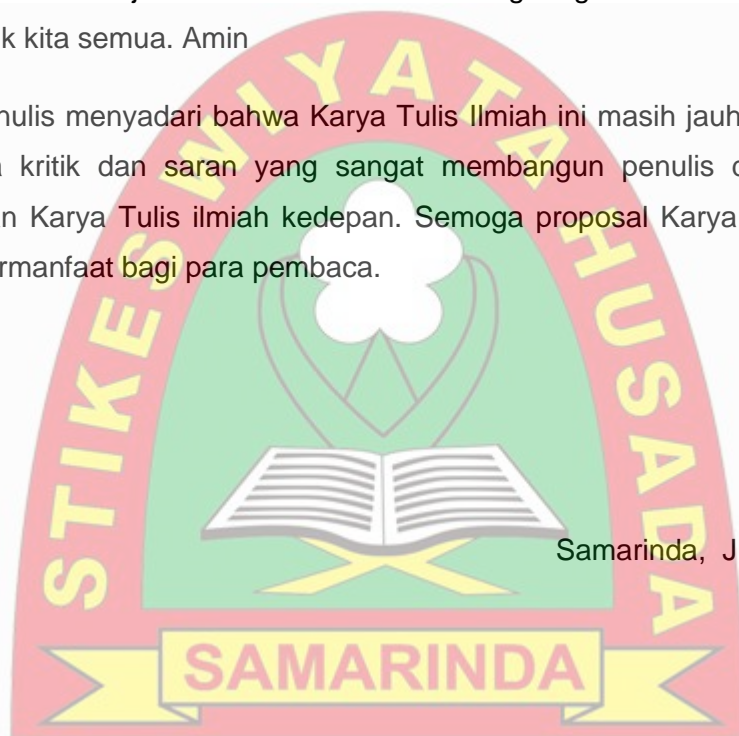 k kita semua. Amin
nulis menyadari bahwa Karya Tulis Ilmiah ini masih jauh
kritik dan saran yang sangat membangun penulis
n Karya Tulis ilmiah kedepan. Semoga proposal Karya
rmanfaat bagi para pembaca.
Samarinda, J
STIKES WIYATA HUSADA
SAMARINDA